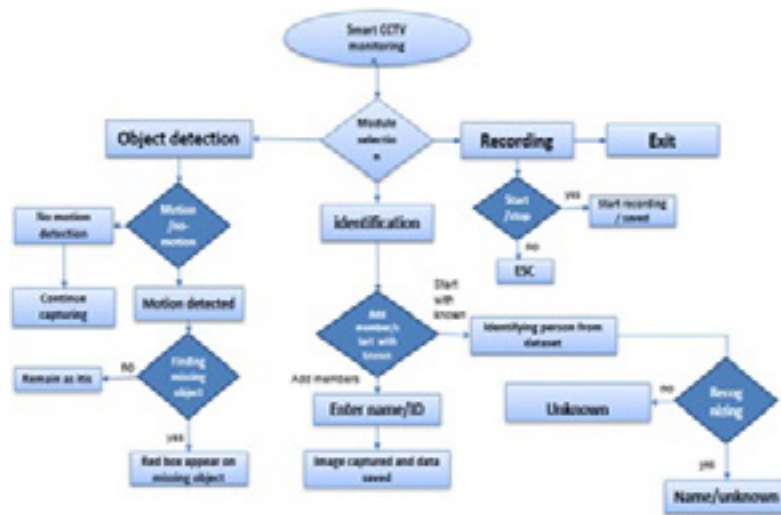 Smart CCTV
monitoring
Object detection
Module
selectio
n
Recording
Exit
Motion
/no-
motion
No motion
detection
Continue
capturing
Motion detected
identification
Start
/stop
yes
Start recording
/ saved
no
ESC
Finding
missing
object
no
Remain as itis
yes
Red box appear on
missing object
Add
member/s
with known
Start
with
known
Add members
Enter name/ID
Image captured and data
saved
Identifying person from
dataset
Recog
nizing
no
Unknown
yes
Name/unknown